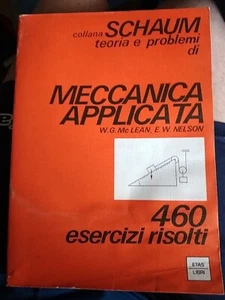 collana SCHAUM
teoria e problemi
di
MECCANICA
APPLICATA
W.G. Mc LEAN, E.W. NELSON
460
esercizi risolti
ETAS
LIBRI